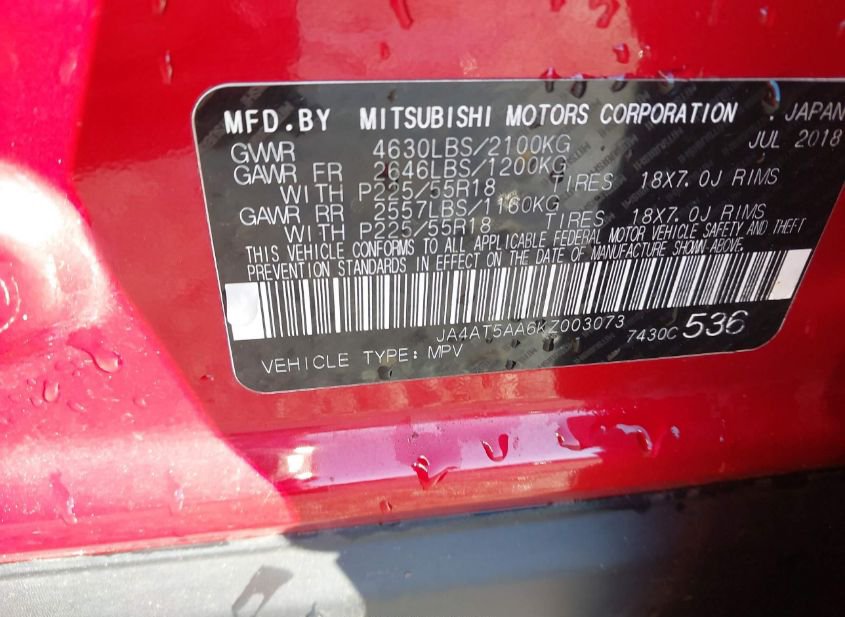 MFD.BY MITSUBISHI MOTORS CORPORATION . JAPAN
JUL 2018
GVWR 4630LBS/2100KG
GAWR FR 2646LBS/1200KG
WITH P225/55R18 TIRES 18X7.0J RIMS
GAWR RR 2557LBS/1160KG
WITH P225/55R18 TIRES 18X7.0J RIMS
THIS VEHICLE CONFORMS TO ALL APPLICABLE FEDERAL MOTOR VEHICLE SAFETY AND THEFT
PREVENTION STANDARDS IN EFFECT ON THE DATE OF MANUFACTURE SHOWN ABOVE.
JA4AT5AA6KZ003073
7430C 536
VEHICLE TYPE: MPV